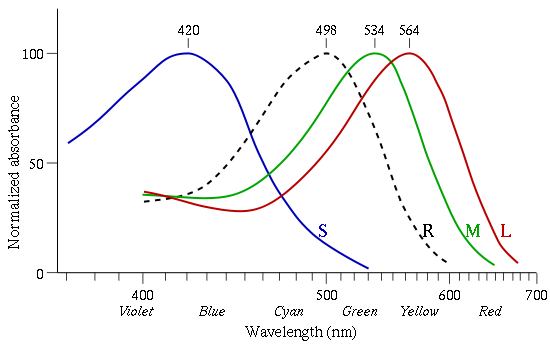 420 498 534 564
100
50
0
Normalized absorbance
S R M L
400 500 600 700
Violet Blue Cyan Green Yellow Red
Wavelength (nm)